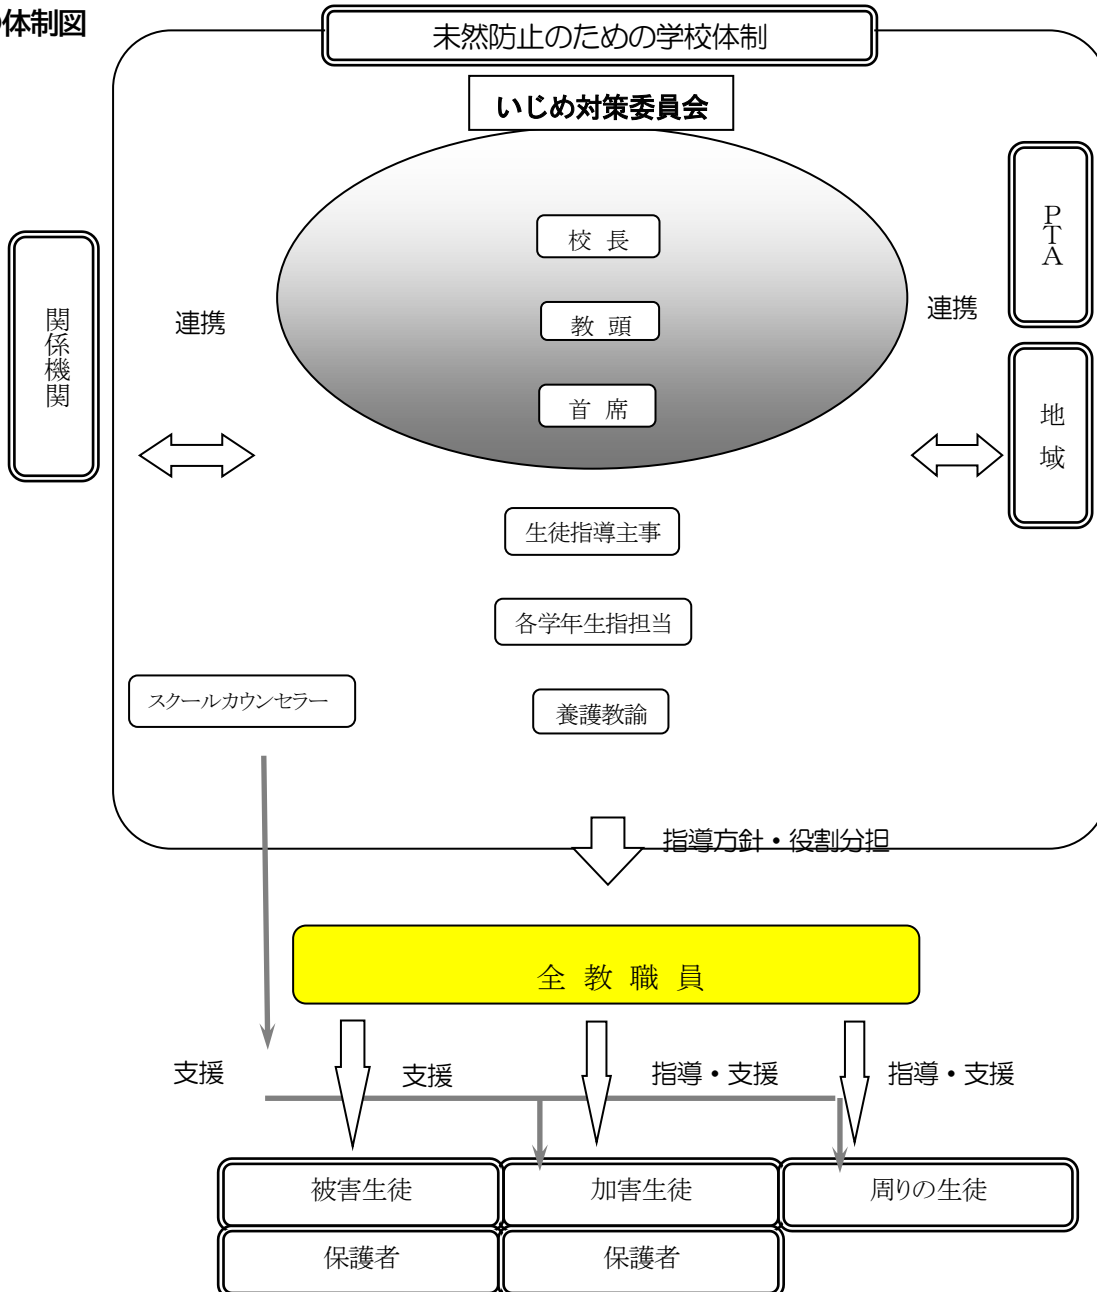 体制図
未然防止のための学校体制
いじめ対策委員会
校 長
PTA
連携
教 頭
連携
関係機関
首 席
地 域
生徒指導主事
各学年生指担当
スクールカウンセラー
養護教諭
指導方針・役割分担
全 教 職 員
支援
支援
指導・支援
指導・支援
被害生徒
加害生徒
周りの生徒
保護者
保護者